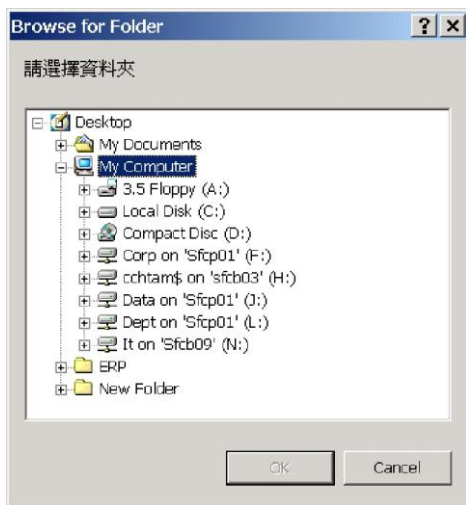 Browse for Folder
請選擇資料夾
Desktop
My Documents
My Computer
3.5 Floppy (A:)
Local Disk (C:)
Compact Disc (D:)
Corp on 'Sfcp01' (F:)
cchtam$ on 'sfcb03' (H:)
Data on 'Sfcp01' (J:)
Dept on 'Sfcp01' (L:)
It on 'Sfcb09' (N:)
ERP
New Folder
OK Cancel